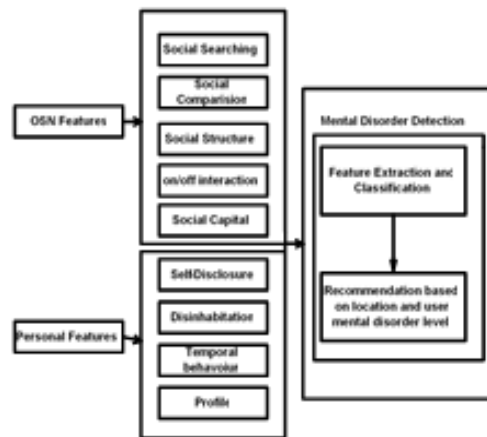 Social Searching
Social
Comparision
OSN Features
Social Structure
on/off interaction
Social Capital
Self-Disclosure
Disinhabitation
Personal Features
Temporal
behavoiur
Profile
Mental Disorder Detection
Feature Extraction and
Classification
Recommendation based
on location and user
mental disorder level